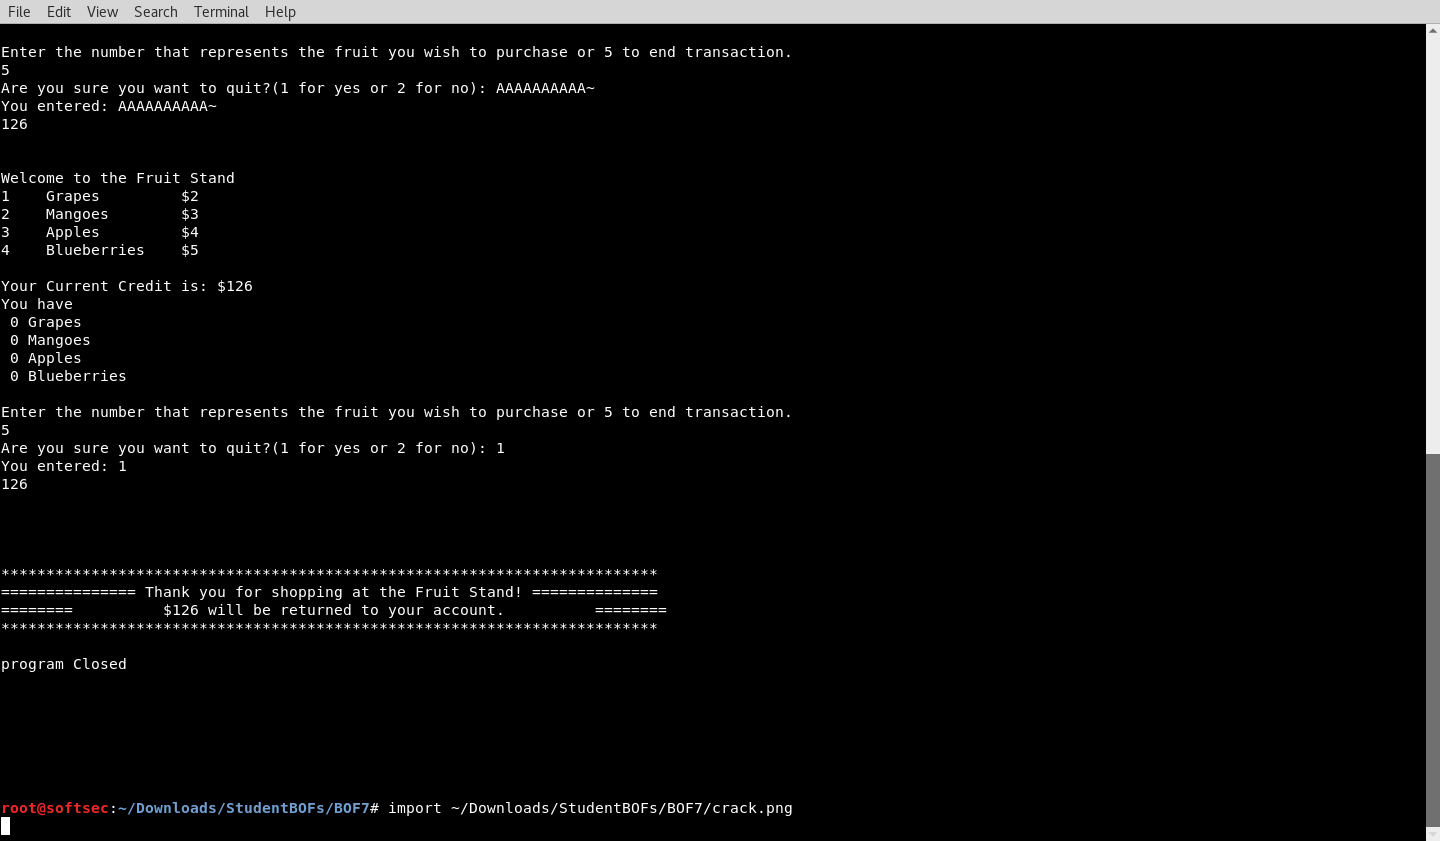 File Edit View Search Terminal Help
Enter the number that represents the fruit you wish to purchase or 5 to end transaction.
5
Are you sure you want to quit?(1 for yes or 2 for no): AAAAAAAAAA~
You entered: AAAAAAAAAA~
126
Welcome to the Fruit Stand
1    Grapes         $2
2    Mangoes        $3
3    Apples         $4
4    Blueberries    $5
Your Current Credit is: $126
You have
 0 Grapes
 0 Mangoes
 0 Apples
 0 Blueberries
Enter the number that represents the fruit you wish to purchase or 5 to end transaction.
5
Are you sure you want to quit?(1 for yes or 2 for no): 1
You entered: 1
126
*************************************************************************
=============== Thank you for shopping at the Fruit Stand! ==============
========          $126 will be returned to your account.          ========
*************************************************************************
program Closed
root@softsec:~/Downloads/StudentBOFs/BOF7# import ~/Downloads/StudentBOFs/BOF7/crack.png